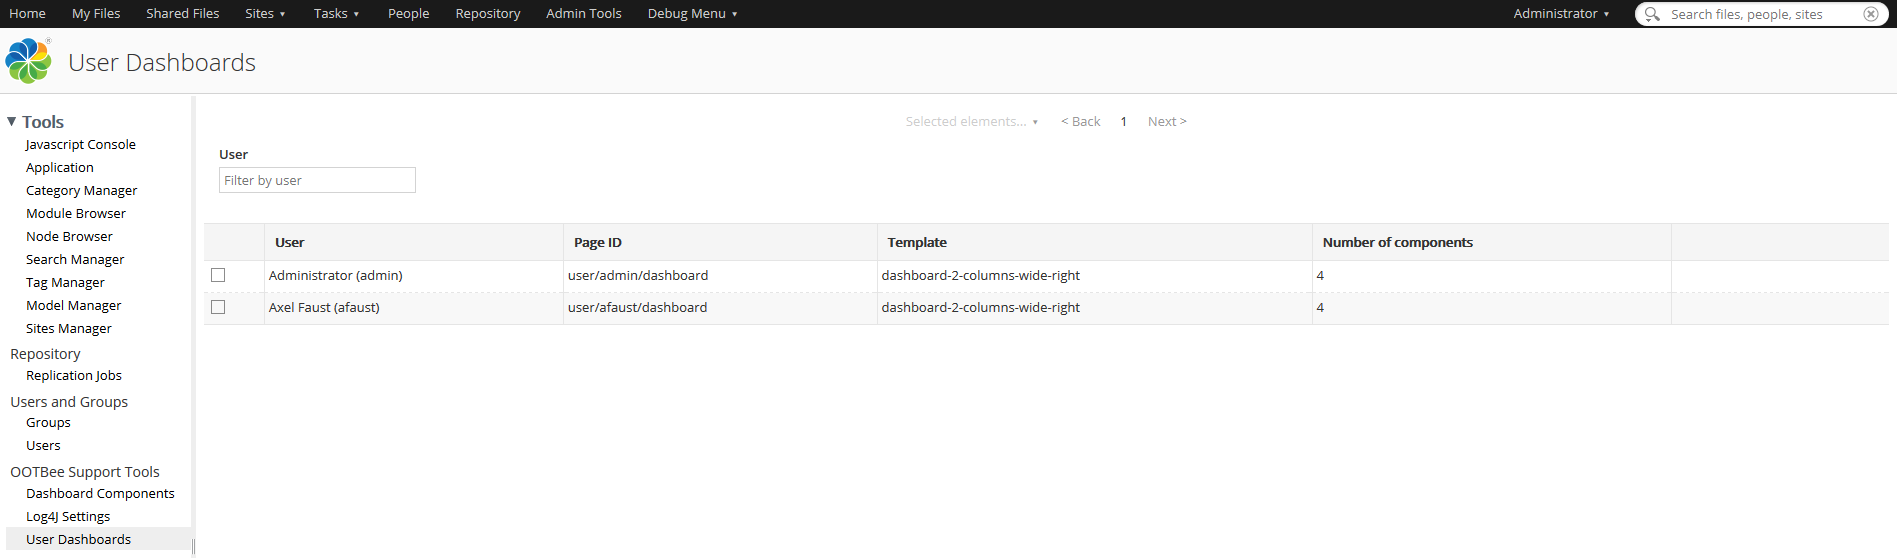 Home My Files Shared Files Sites Tasks People Repository Admin Tools Debug Menu Administrator Search files, people, sites
® User Dashboards
Tools
Javascript Console
Application
Category Manager
Module Browser
Node Browser
Search Manager
Tag Manager
Model Manager
Sites Manager
Repository
Replication Jobs
Users and Groups
Groups
Users
OOTBee Support Tools
Dashboard Components
Log4J Settings
User Dashboards
Selected elements... < Back 1 Next >
User
Filter by user
User Page ID Template Number of components
Administrator (admin) user/admin/dashboard dashboard-2-columns-wide-right 4
Axel Faust (afaust) user/afaust/dashboard dashboard-2-columns-wide-right 4